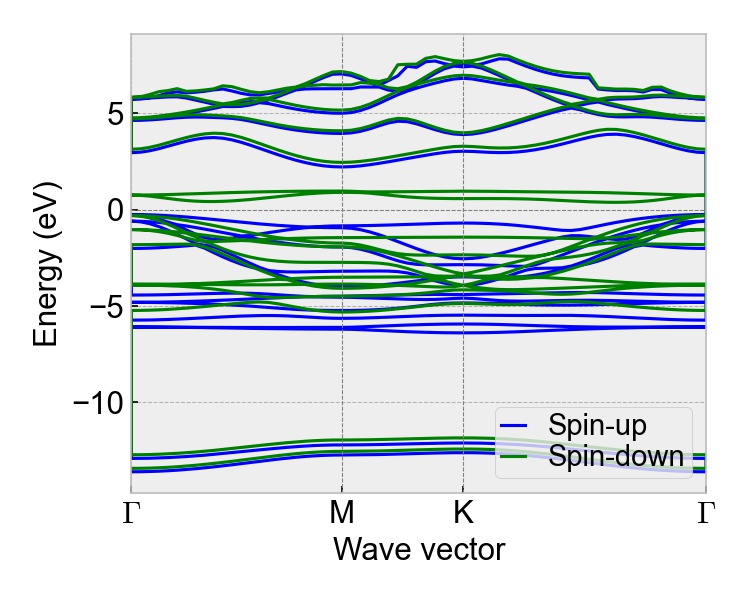 5
0
−5
−10
Energy (eV)
Spin-up
Spin-down
Γ M K Γ
Wave vector